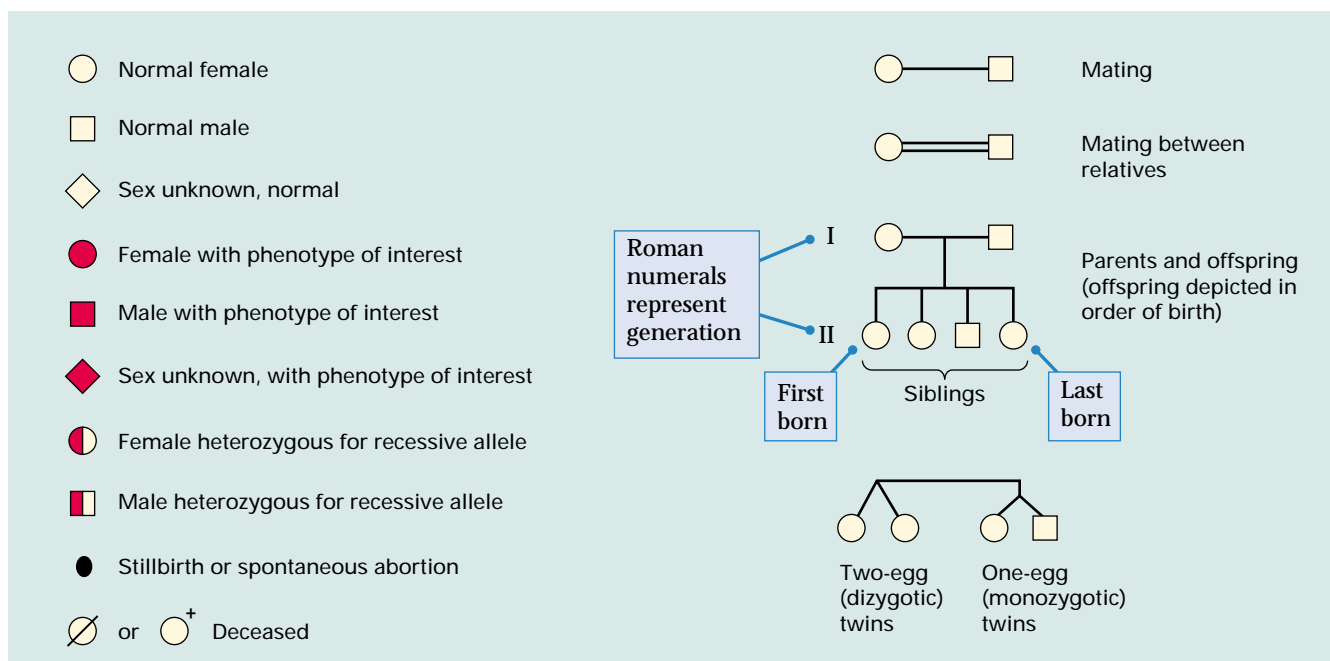 Normal female
Normal male
Sex unknown, normal
Female with phenotype of interest
Male with phenotype of interest
Sex unknown, with phenotype of interest
Female heterozygous for recessive allele
Male heterozygous for recessive allele
Stillbirth or spontaneous abortion
or + Deceased
Mating
Mating between
relatives
Roman
numerals
represent
generation
I
II
Parents and offspring
(offspring depicted in
order of birth)
First
born
Siblings
Last
born
Two-egg
(dizygotic)
twins
One-egg
(monozygotic)
twins